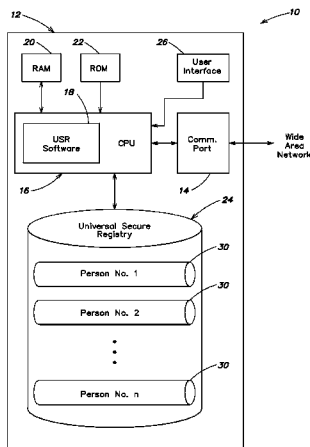 10
12
20
22
26
RAM
ROM
User
Interface
18
USR
Software
CPU
Comm.
Port
Wide
Area
Network
16
14
24
Universal Secure
Registry
30
Person No. 1
30
Person No. 2
30
Person No. n